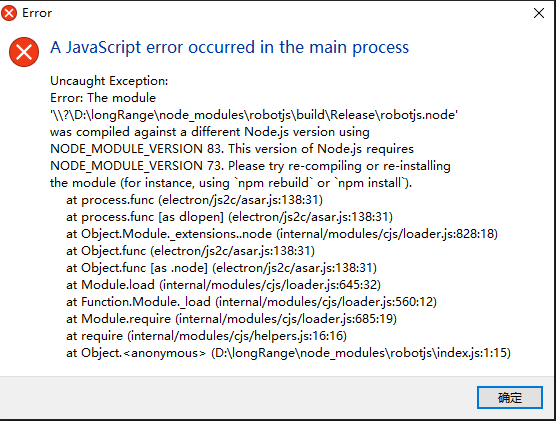 Error
A JavaScript error occurred in the main process
Uncaught Exception:
Error: The module
'\\?\D:\longRange\node_modules\robotjs\build\Release\robotjs.node'
was compiled against a different Node.js version using
NODE_MODULE_VERSION 83. This version of Node.js requires
NODE_MODULE_VERSION 73. Please try re-compiling or re-installing
the module (for instance, using `npm rebuild` or `npm install`).
at process.func (electron/js2c/asar.js:138:31)
at process.func [as dlopen] (electron/js2c/asar.js:138:31)
at Object.Module._extensions..node (internal/modules/cjs/loader.js:828:18)
at Object.func (electron/js2c/asar.js:138:31)
at Object.func [as .node] (electron/js2c/asar.js:138:31)
at Module.load (internal/modules/cjs/loader.js:645:32)
at Function.Module._load (internal/modules/cjs/loader.js:560:12)
at Module.require (internal/modules/cjs/loader.js:685:19)
at require (internal/modules/cjs/helpers.js:16:16)
at Object.<anonymous> (D:\longRange\node_modules\robotjs\index.js:1:15)
确定